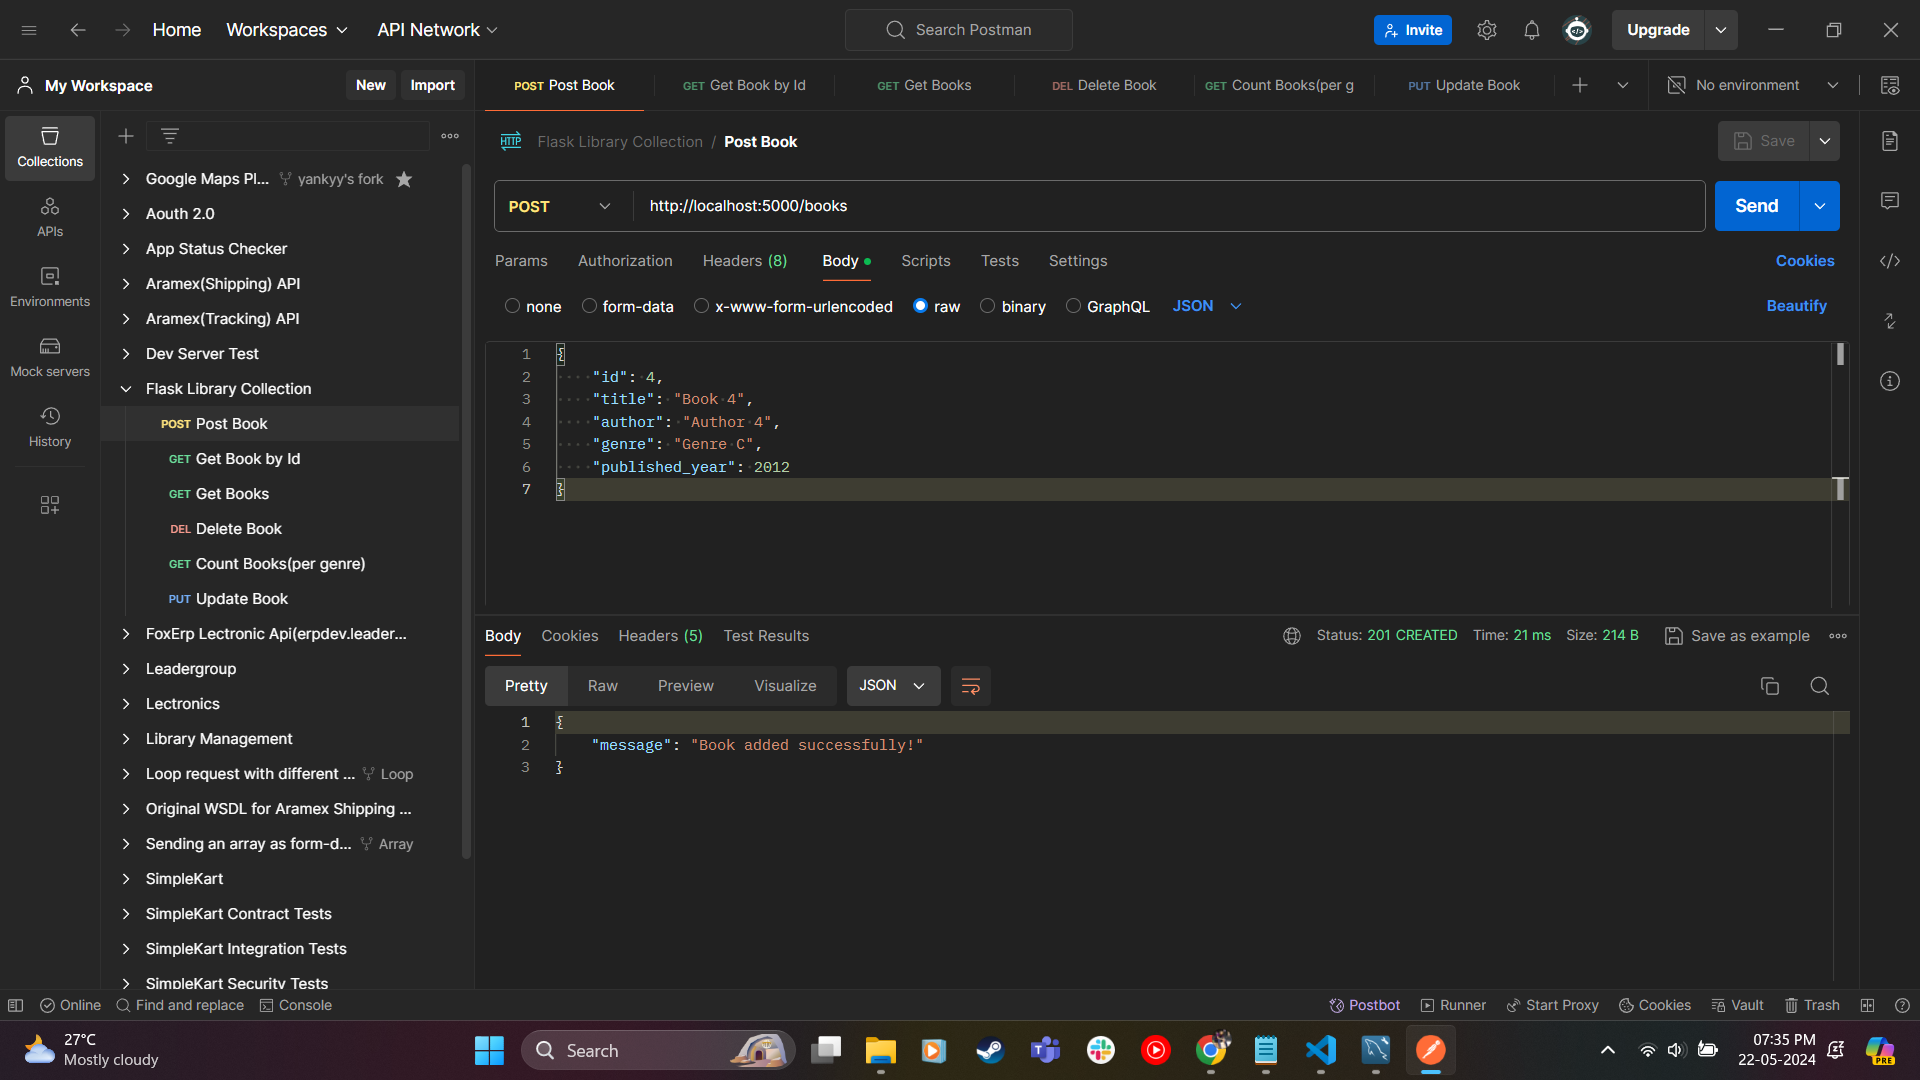 Home Workspaces API Network Search Postman Invite Upgrade
My Workspace New Import
POST Post Book GET Get Book by Id GET Get Books DEL Delete Book GET Count Books(per g PUT Update Book No environment
Collections
APIs
Environments
Mock servers
History
Google Maps Pl... yankyy's fork
Aouth 2.0
App Status Checker
Aramex(Shipping) API
Aramex(Tracking) API
Dev Server Test
Flask Library Collection
POST Post Book
GET Get Book by Id
GET Get Books
DEL Delete Book
GET Count Books(per genre)
PUT Update Book
FoxErp Lectronic Api(erpdev.leader...
Leadergroup
Lectronics
Library Management
Loop request with different ... Loop
Original WSDL for Aramex Shipping ...
Sending an array as form-d... Array
SimpleKart
SimpleKart Contract Tests
SimpleKart Integration Tests
SimpleKart Security Tests
HTTP Flask Library Collection / Post Book Save
POST http://localhost:5000/books Send
Params Authorization Headers (8) Body Scripts Tests Settings Cookies
none form-data x-www-form-urlencoded raw binary GraphQL JSON Beautify
1 {
2 "id": 4,
3 "title": "Book 4",
4 "author": "Author 4",
5 "genre": "Genre C",
6 "published_year": 2012
7 }
Body Cookies Headers (5) Test Results Status: 201 CREATED Time: 21 ms Size: 214 B Save as example
Pretty Raw Preview Visualize JSON
1 {
2 "message": "Book added successfully!"
3 }
Online Find and replace Console Postbot Runner Start Proxy Cookies Vault Trash
27°C
Mostly cloudy
Search
07:35 PM
22-05-2024
PRE